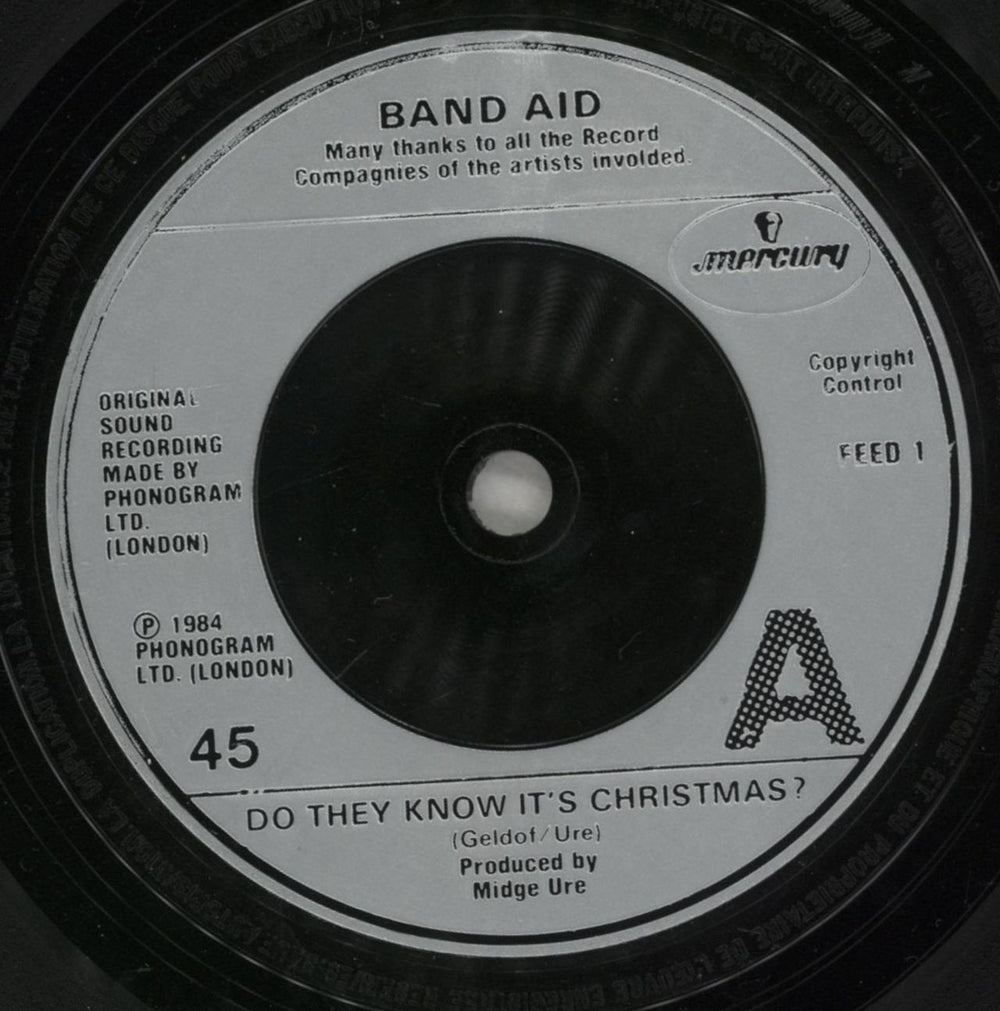 BAND AID
Many thanks to all the Record
Compagnies of the artists involded.
mercury
Copyright
Control
FEED 1
ORIGINAL
SOUND
RECORDING
MADE BY
PHONOGRAM
LTD.
(LONDON)
Ⓟ 1984
PHONOGRAM
LTD. (LONDON)
45
A
DO THEY KNOW IT'S CHRISTMAS?
(Geldof/Ure)
Produced by
Midge Ure